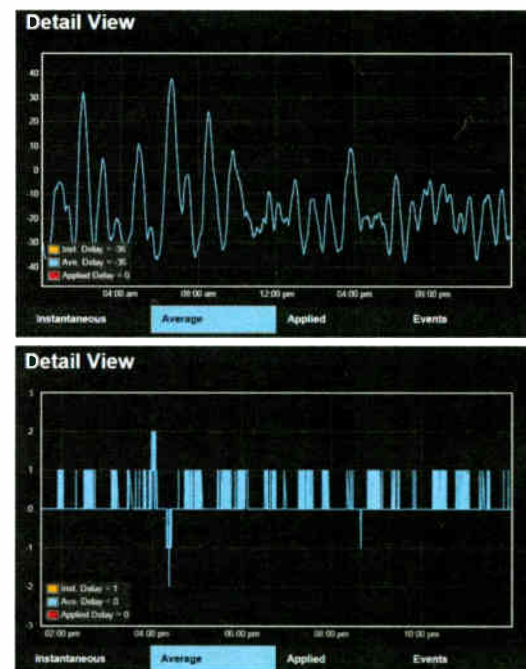 Detail View
40
30
20
10
0
-10
-20
-30
-40
Inst. Delay = -36
Ave. Delay = -35
Applied Delay = 0
04:00 am 08:00 am 12:00 pm 04:00 pm 08:00 pm
Instantaneous Average Applied Events
Detail View
3
2
1
0
-1
-2
-3
Inst. Delay = 1
Ave. Delay = 0
Applied Delay = 0
02:00 pm 04:00 pm 06:00 pm 08:00 pm 10:00 pm
Instantaneous Average Applied Events